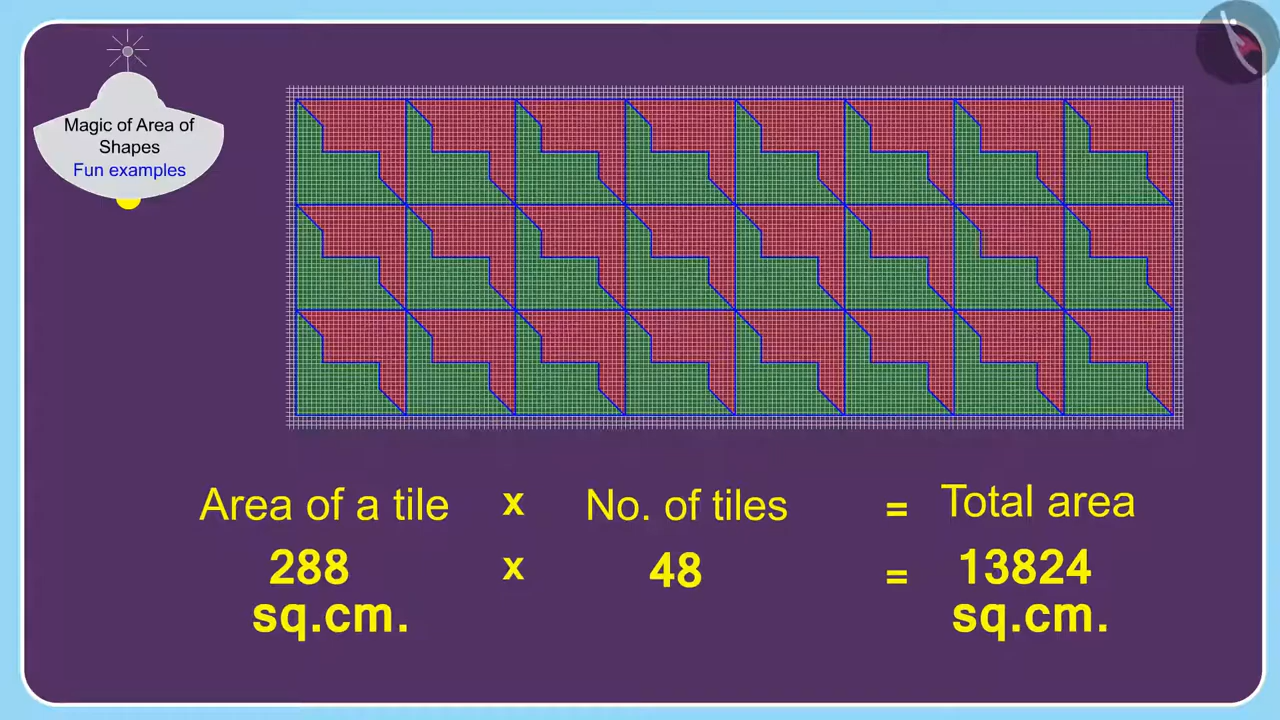 Magic of Area of
Shapes
Fun examples
Area of a tile x No. of tiles = Total area
288 x 48 = 13824
sq.cm. sq.cm.